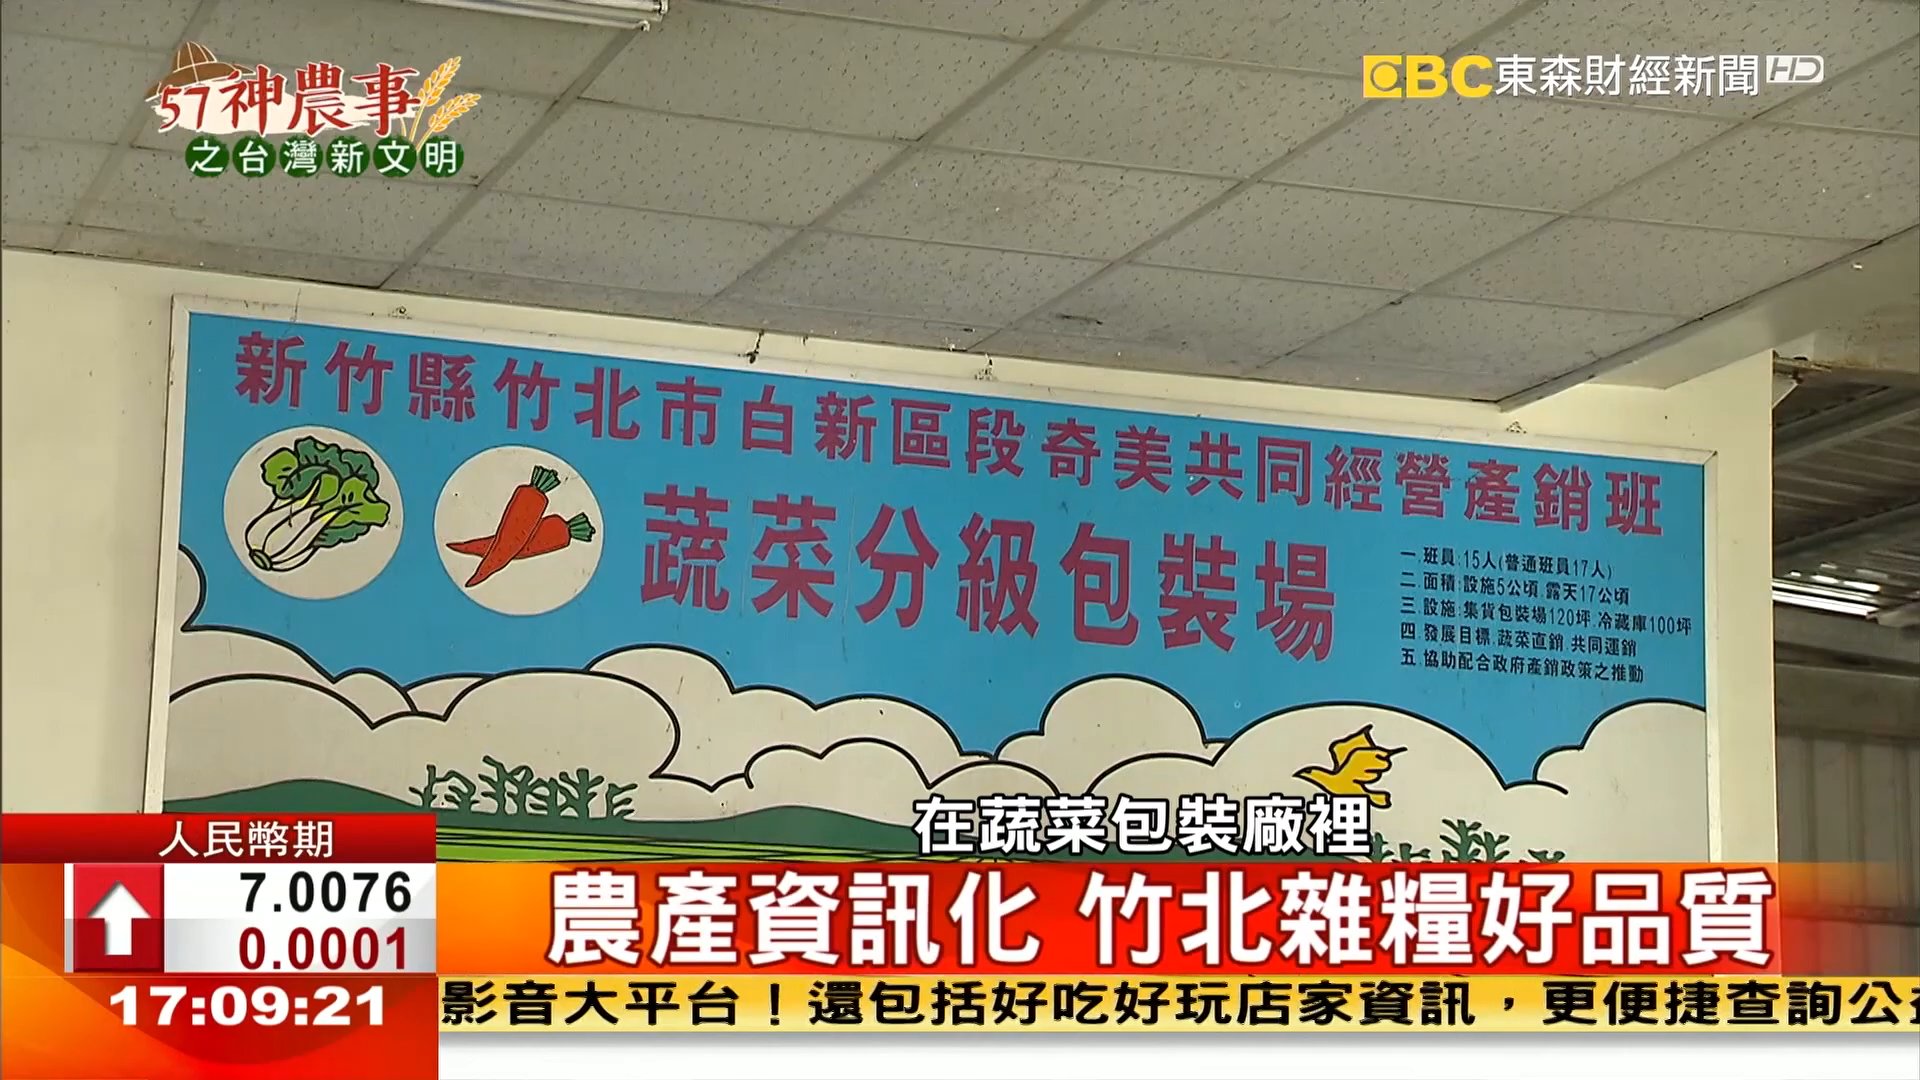 57神農事
之台灣新文明
EBC東森財經新聞HD
新竹縣竹北市白新區段奇美共同經營產銷班
蔬菜分級包裝場
一.班員:15人(普通班員17人)
二.面積:設施5公頃.露天17公頃
三.設施:集貨包裝場120坪.冷藏庫100坪
四.發展目標.蔬菜直銷.共同運銷
五.協助配合政府產銷政策之推動
在蔬菜包裝廠裡
人民幣期
7.0076
0.0001
農產資訊化 竹北雜糧好品質
17:09:21
影音大平台!還包括好吃好玩店家資訊,更便捷查詢公益